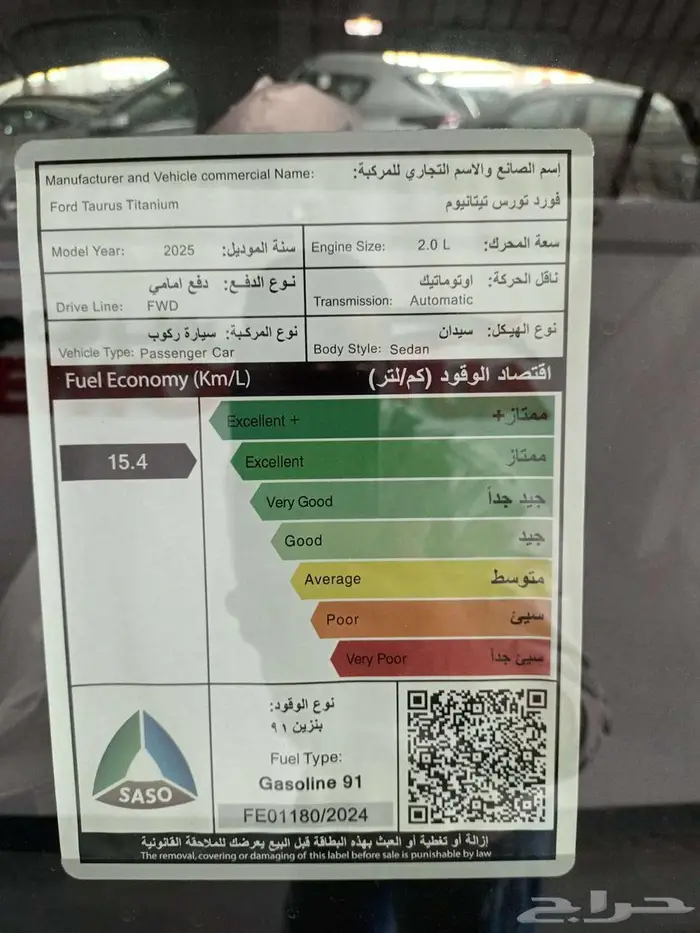 Manufacturer and Vehicle commercial Name: إسم الصانع والاسم التجاري للمركبة:
Ford Taurus Titanium فورد تورس تيتانيوم
Model Year: 2025 سنة الموديل:
Engine Size: 2.0 L سعة المحرك:
نوع الدفع: دفع امامي
Drive Line: FWD
ناقل الحركة: اوتوماتيك
Transmission: Automatic
نوع المركبة: سيارة ركوب
Vehicle Type: Passenger Car
نوع الهيكل: سيدان
Body Style: Sedan
Fuel Economy (Km/L) اقتصاد الوقود (كم/لتر)
Excellent + ممتاز+
15.4
Excellent ممتاز
Very Good جيد جداً
Good جيد
Average متوسط
Poor سيئ
Very Poor سيئ جداً
SASO
نوع الوقود:
بنزين ٩١
Fuel Type:
Gasoline 91
FE01180/2024
إزالة أو تغطية أو العبث بهذه البطاقة قبل البيع يعرضك للملاحقة القانونية
The removal, covering or damaging of this label before sale is punishable by law
حراج